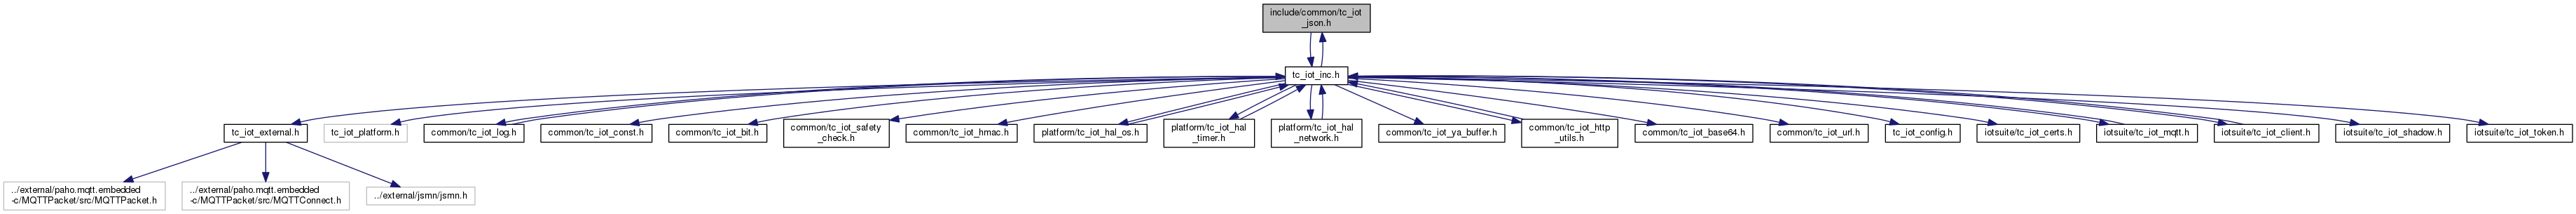 include/common/tc_iot
_json.h
tc_iot_inc.h
tc_iot_external.h
tc_iot_platform.h
common/tc_iot_log.h
common/tc_iot_const.h
common/tc_iot_bit.h
common/tc_iot_safety
_check.h
common/tc_iot_hmac.h
platform/tc_iot_hal_os.h
platform/tc_iot_hal
_timer.h
platform/tc_iot_hal
_network.h
common/tc_iot_ya_buffer.h
common/tc_iot_http
_utils.h
common/tc_iot_base64.h
common/tc_iot_url.h
tc_iot_config.h
iotsuite/tc_iot_certs.h
iotsuite/tc_iot_mqtt.h
iotsuite/tc_iot_client.h
iotsuite/tc_iot_shadow.h
iotsuite/tc_iot_token.h
../external/paho.mqtt.embedded
-c/MQTTPacket/src/MQTTPacket.h
../external/paho.mqtt.embedded
-c/MQTTPacket/src/MQTTConnect.h
../external/jsmn/jsmn.h